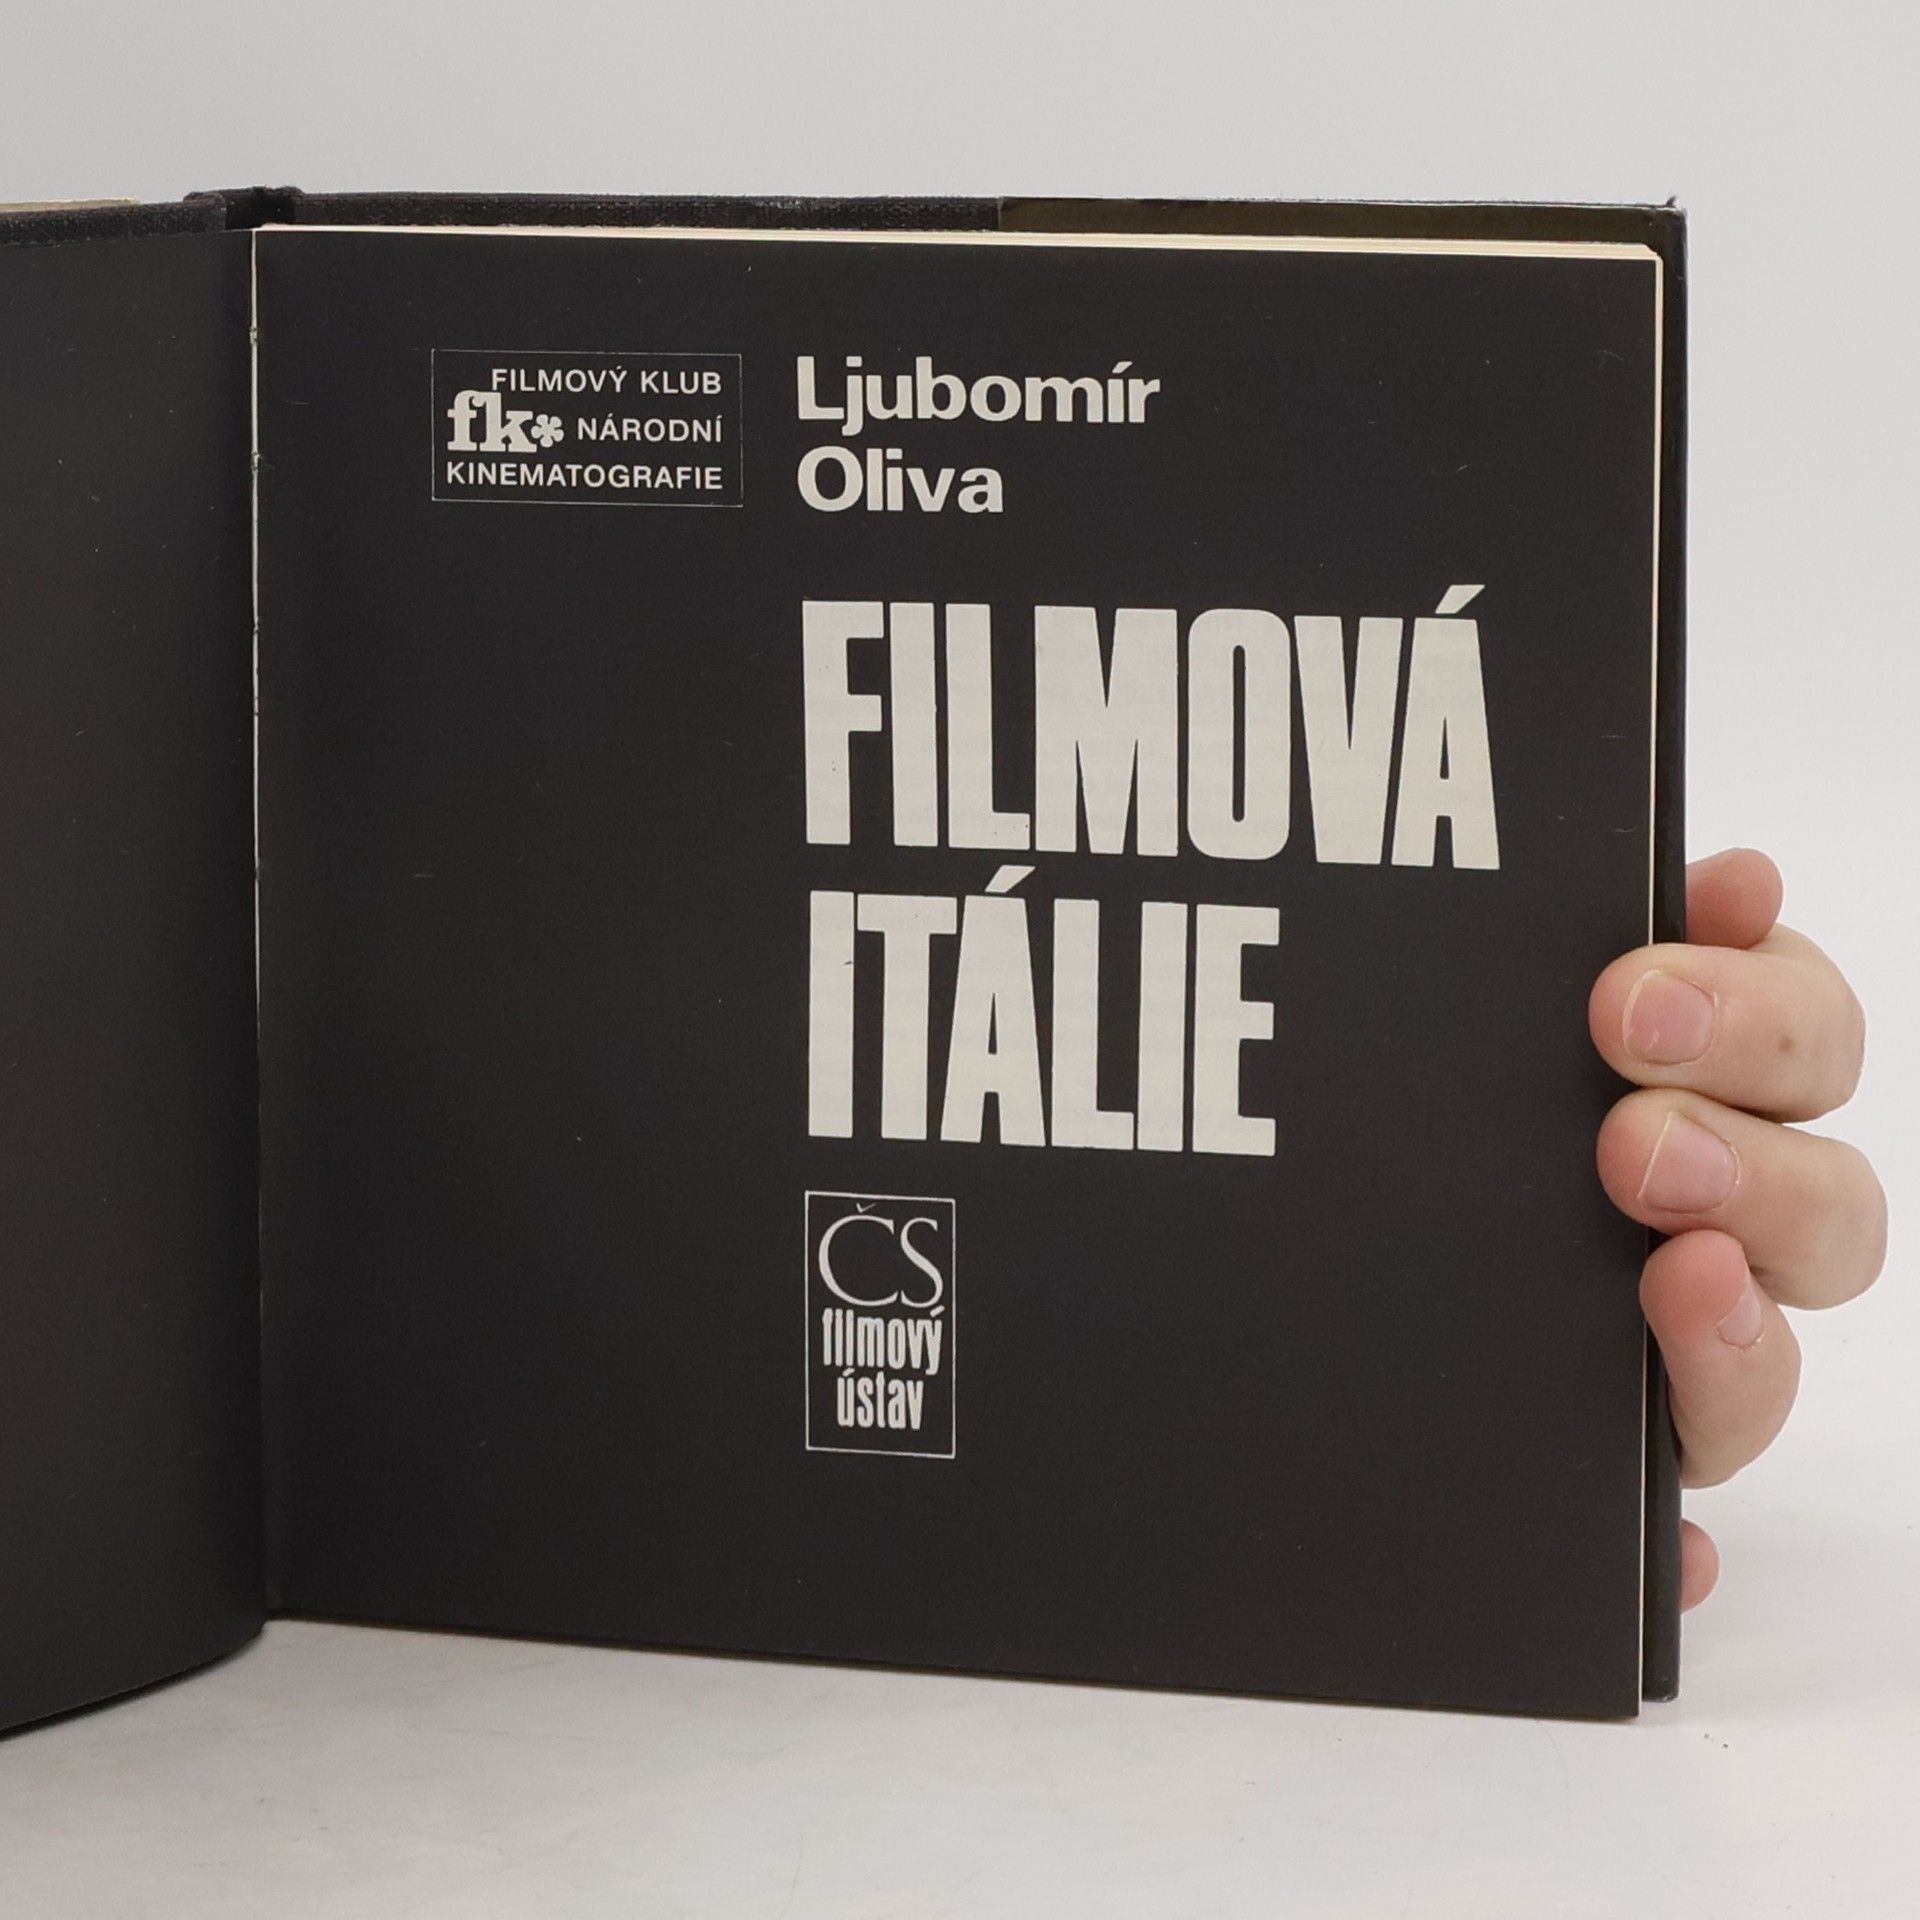 FILMOVÝ KLUB
fk NÁRODNÍ
KINEMATOGRAFIE
Ljubomír
Oliva
FILMOVÁ
ITÁLIE
ČS
filmový
ústav